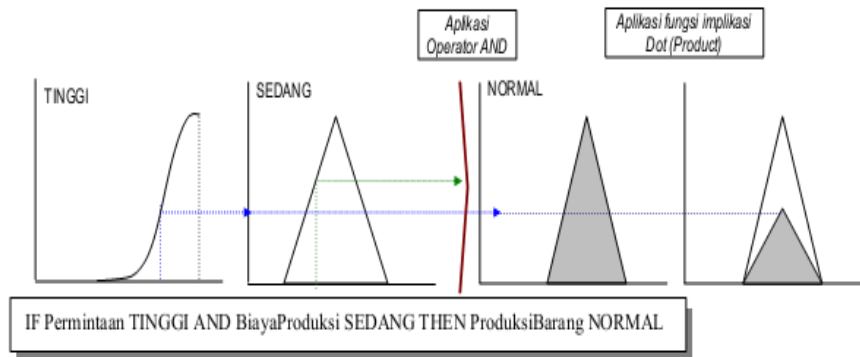 Aplikasi
Operator AND
Aplikasi fungsi implikasi
Dot (Product)
TINGGI
SEDANG
NORMAL
IF Permintaan TINGGI AND BiayaProduksi SEDANG THEN ProduksiBarang NORMAL